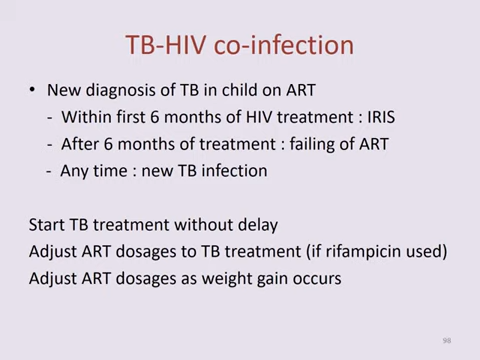 TB-HIV co-infection
• New diagnosis of TB in child on ART
- Within first 6 months of HIV treatment : IRIS
- After 6 months of treatment : failing of ART
- Any time : new TB infection
Start TB treatment without delay
Adjust ART dosages to TB treatment (if rifampicin used)
Adjust ART dosages as weight gain occurs
98